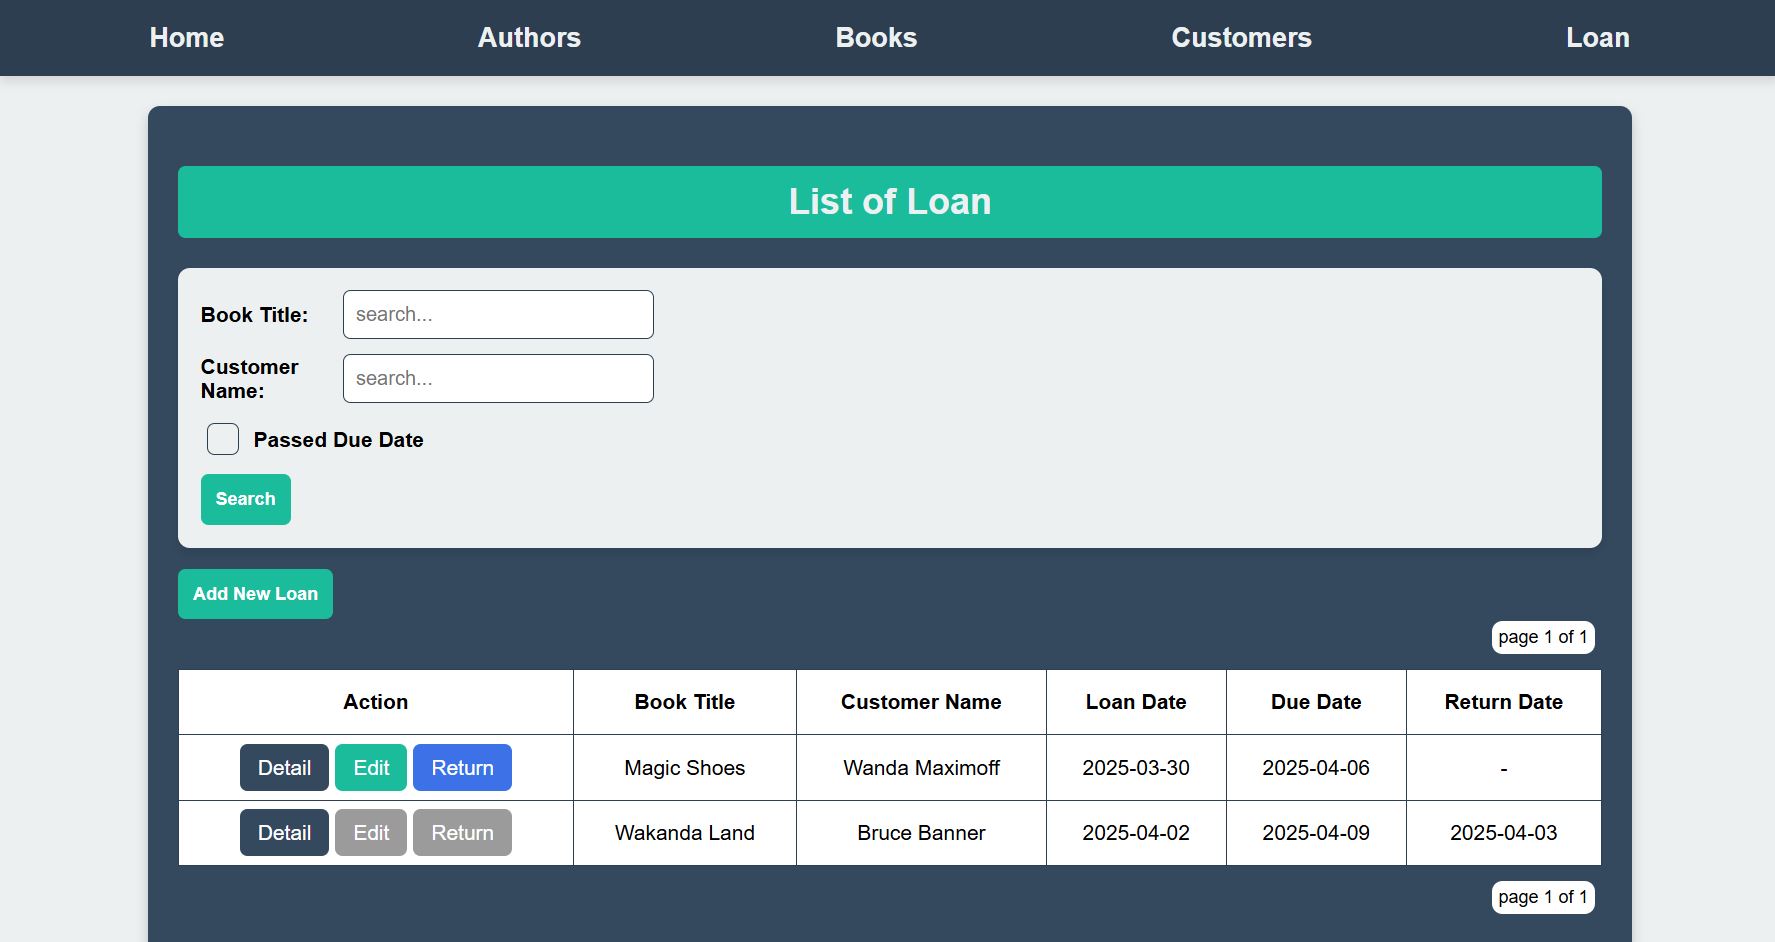 Home Authors Books Customers Loan
List of Loan
Book Title: search...
Customer Name: search...
Passed Due Date
Search
Add New Loan
page 1 of 1
Action Book Title Customer Name Loan Date Due Date Return Date
Detail Edit Return Magic Shoes Wanda Maximoff 2025-03-30 2025-04-06 -
Detail Edit Return Wakanda Land Bruce Banner 2025-04-02 2025-04-09 2025-04-03
page 1 of 1